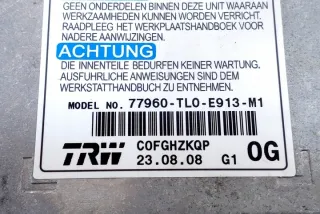 GEEN ONDERDELEN BINNEN DEZE UNIT WAARAAN
WERKZAAMHEDEN KUNNEN WORDEN VERRICHT.
RAADPLEEG HET WERKPLAATSHANDBOEK VOOR
NADERE AANWIJZINGEN.
ACHTUNG
DIE INNENTEILE BEDÜRFEN KEINER WARTUNG.
AUSFÜHRLICHE ANWEISUNGEN SIND DEM
WERKSTATTHANDBUCH ZU ENTNEHMEN.
MODEL NO. 77960-TL0-E913-M1
TRW
C0FGHZKQP
23.08.08 G1
0G